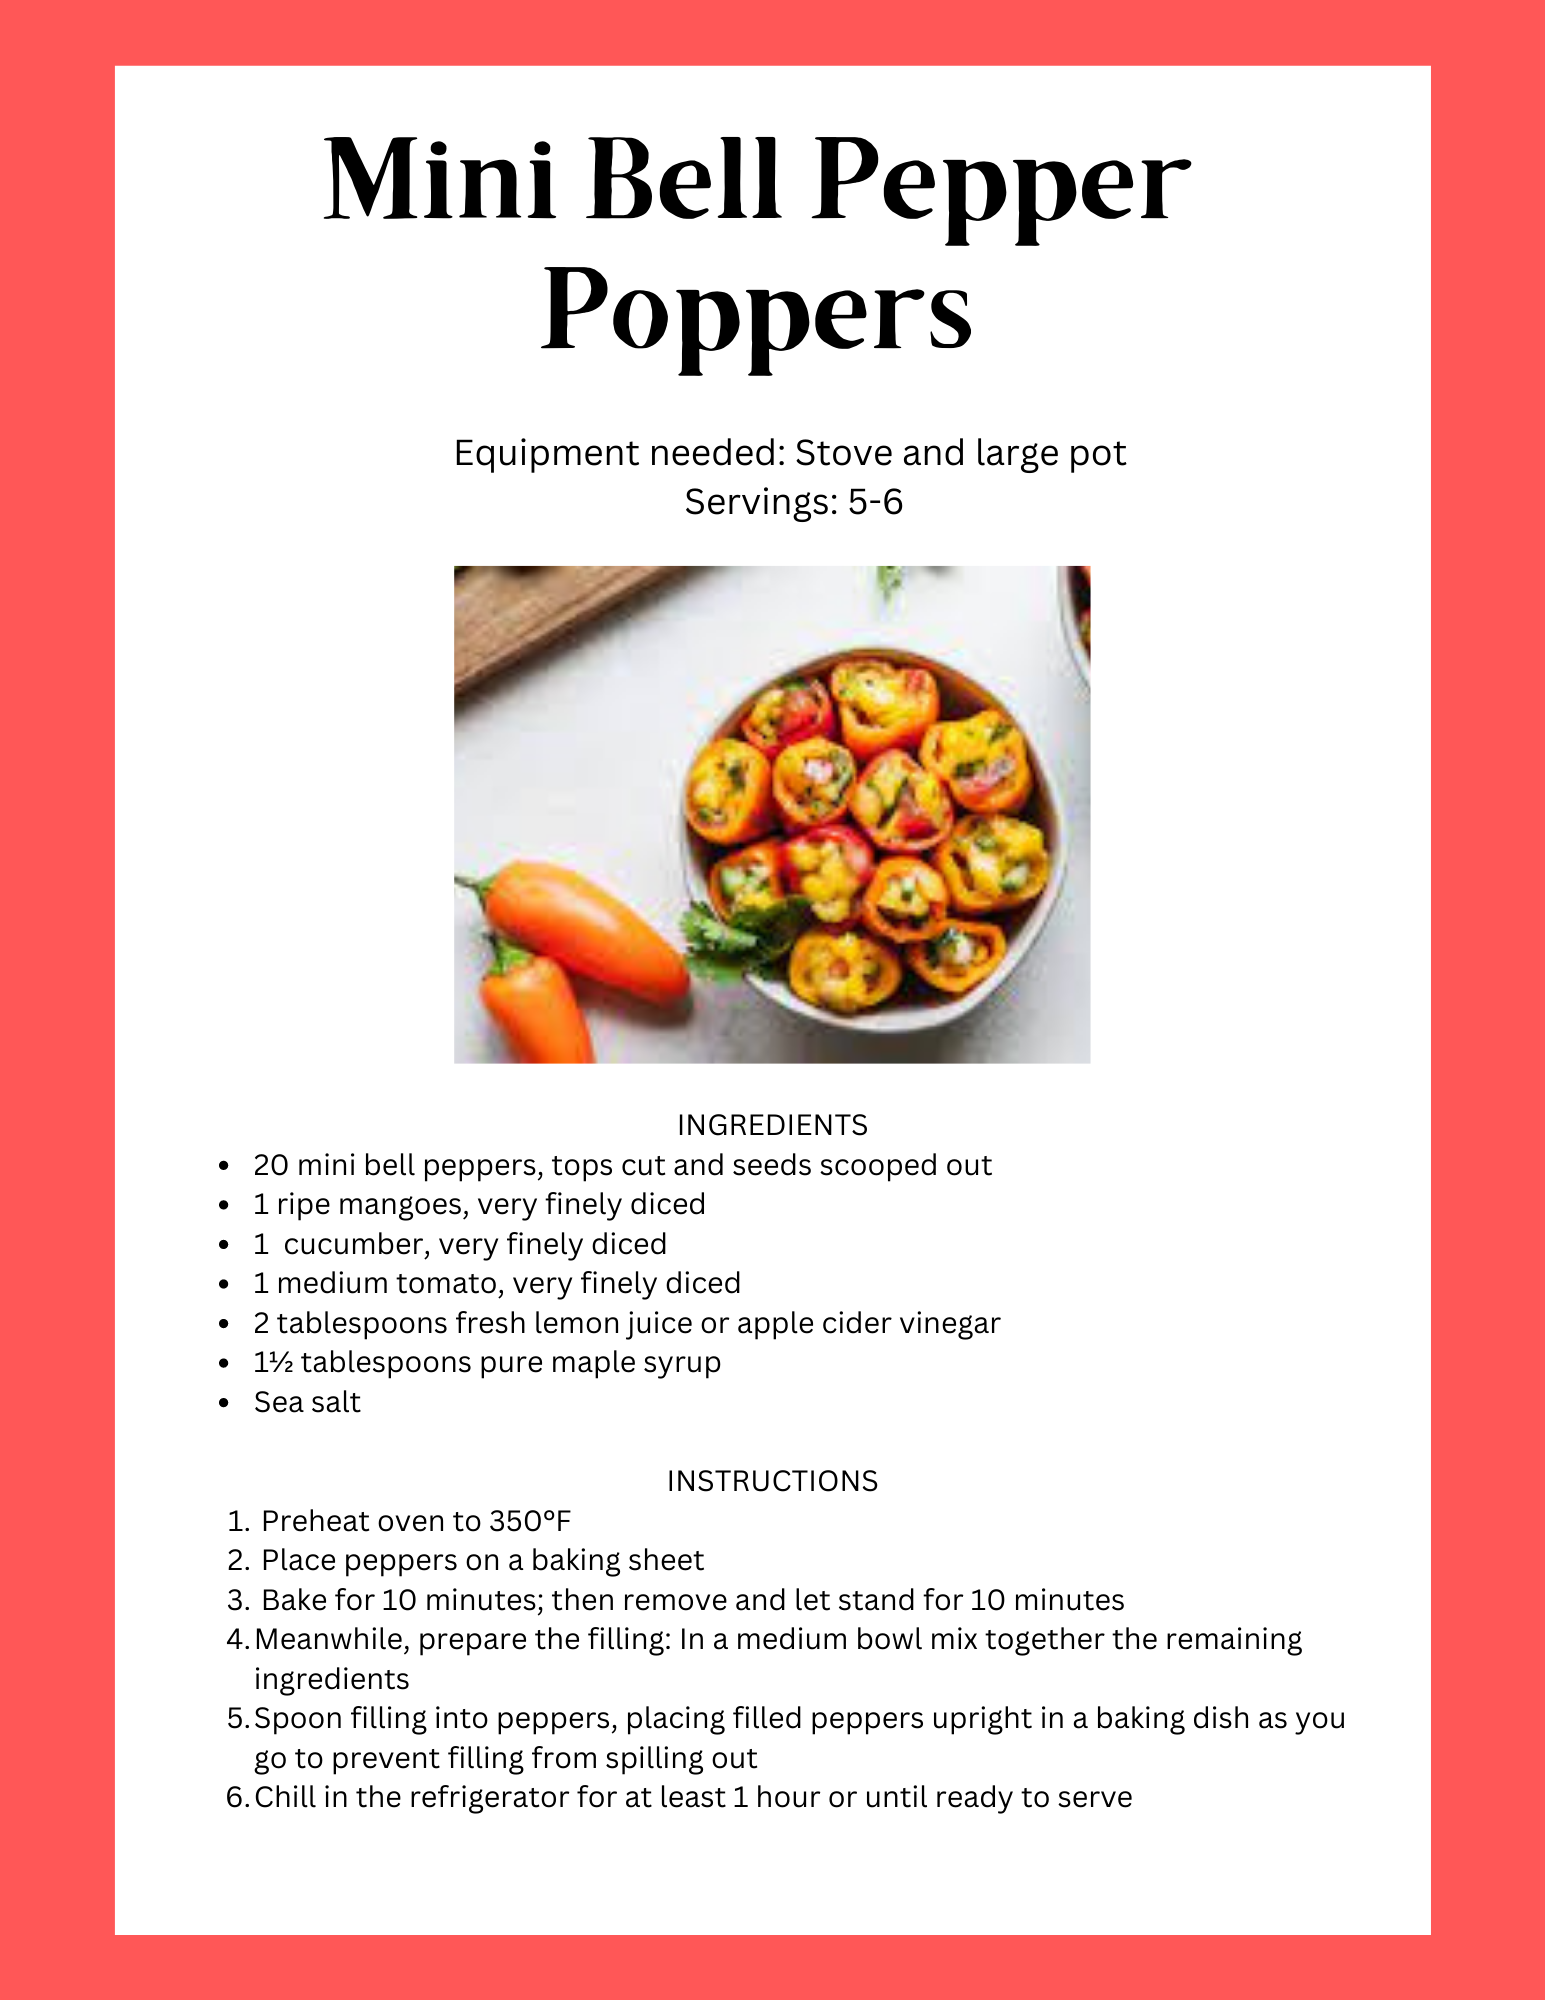 Mini Bell Pepper
Poppers
Equipment needed: Stove and large pot
Servings: 5-6
INGREDIENTS
• 20 mini bell peppers, tops cut and seeds scooped out
• 1 ripe mangoes, very finely diced
• 1  cucumber, very finely diced
• 1 medium tomato, very finely diced
• 2 tablespoons fresh lemon juice or apple cider vinegar
• 1½ tablespoons pure maple syrup
• Sea salt
INSTRUCTIONS
1. Preheat oven to 350°F
2. Place peppers on a baking sheet
3. Bake for 10 minutes; then remove and let stand for 10 minutes
4. Meanwhile, prepare the filling: In a medium bowl mix together the remaining
ingredients
5. Spoon filling into peppers, placing filled peppers upright in a baking dish as you
go to prevent filling from spilling out
6. Chill in the refrigerator for at least 1 hour or until ready to serve